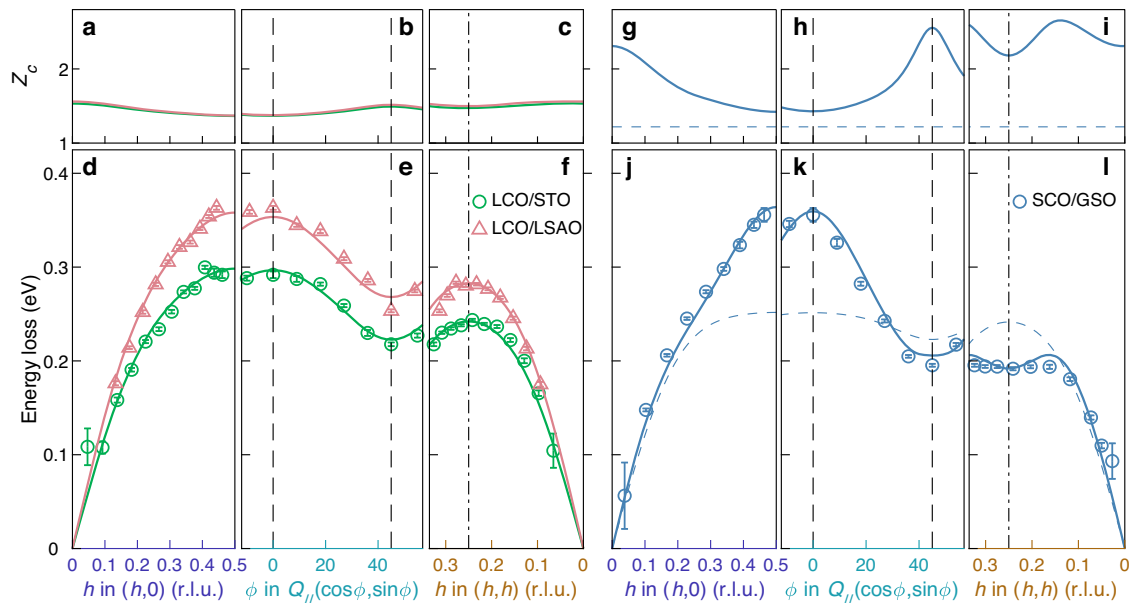 a b c g h i
Z_c
2
1
d e f j k l
LCO/STO
LCO/LSAO
SCO/GSO
Energy loss (eV)
0.4
0.3
0.2
0.1
0
0 0.1 0.2 0.3 0.4 0.5 0 40 0.3 0.2 0.1 0 0 0.1 0.2 0.3 0.4 0.5 0 40 0.3 0.2 0.1 0
h in (h,0) (r.l.u.) ϕ in Q_//(cosϕ,sinϕ) h in (h,h) (r.l.u.) h in (h,0) (r.l.u.) ϕ in Q_//(cosϕ,sinϕ) h in (h,h) (r.l.u.)